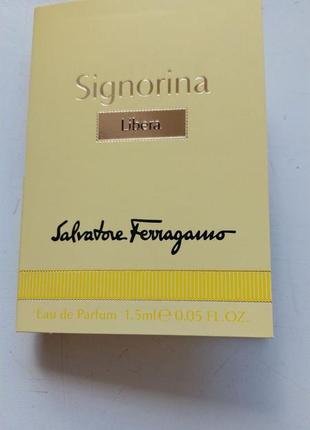 Signorina
Libera
Salvatore Ferragamo
Eau de Parfum 1.5ml℮0.05 FL.OZ.